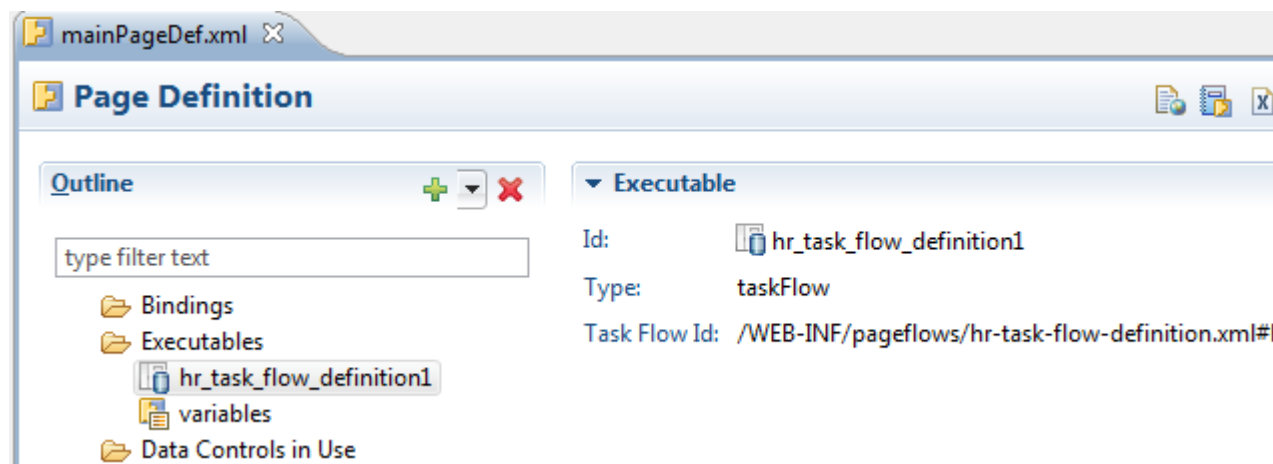 mainPageDef.xml
Page Definition
Outline
type filter text
Bindings
Executables
hr_task_flow_definition1
variables
Data Controls in Use
Executable
Id: hr_task_flow_definition1
Type: taskFlow
Task Flow Id: /WEB-INF/pageflows/hr-task-flow-definition.xml#